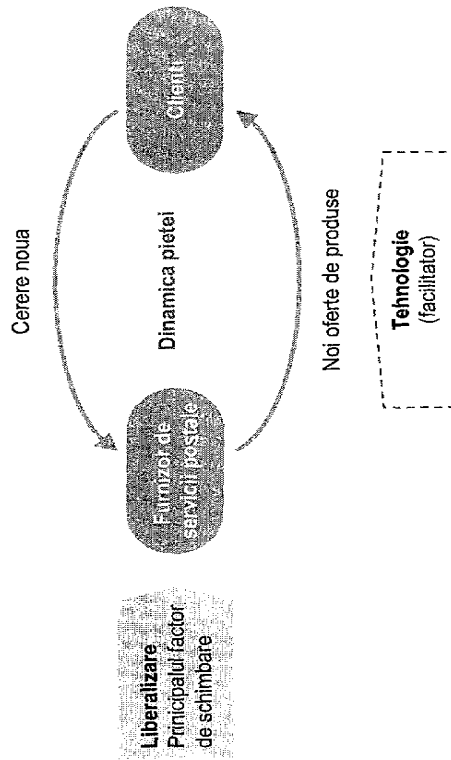 Cerere noua
Liberalizare
Prinicipalul factor
de schimbare
Furnizor de
servicii postale
Dinamica pietei
Clienti
Noi oferte de produse
Tehnologie
(facilitator)